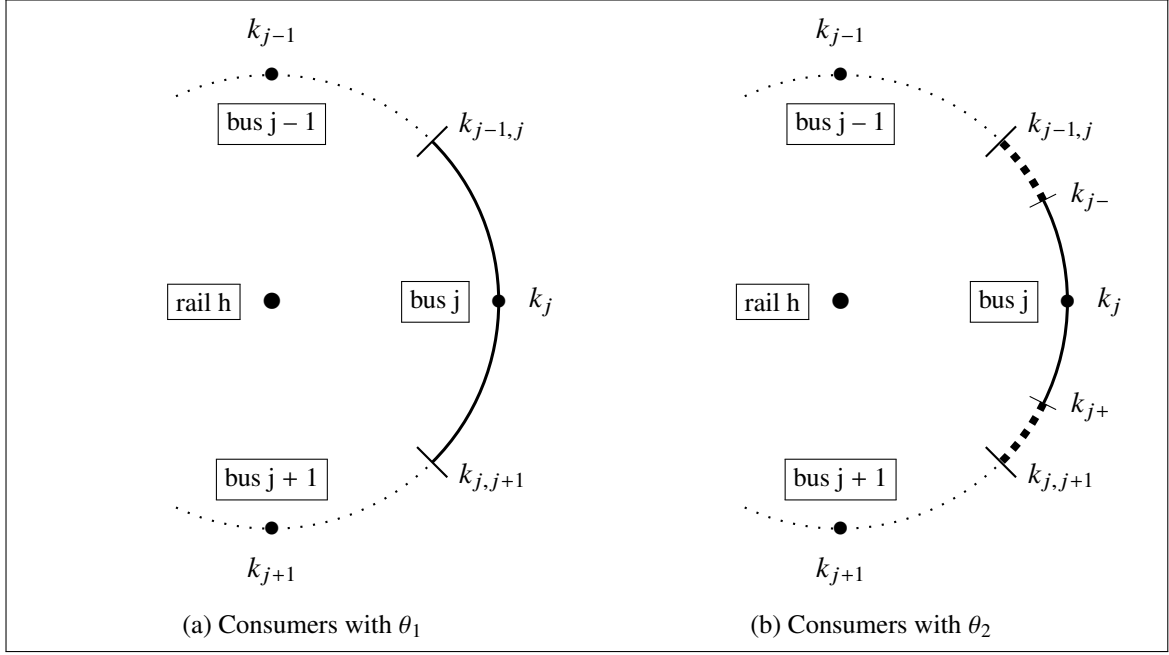 k_{j−1}
bus j – 1
k_{j−1,j}
rail h
bus j
k_j
bus j + 1
k_{j,j+1}
k_{j+1}
(a) Consumers with θ_1
k_{j−1}
bus j – 1
k_{j−1,j}
k_{j−}
rail h
bus j
k_j
k_{j+}
bus j + 1
k_{j,j+1}
k_{j+1}
(b) Consumers with θ_2